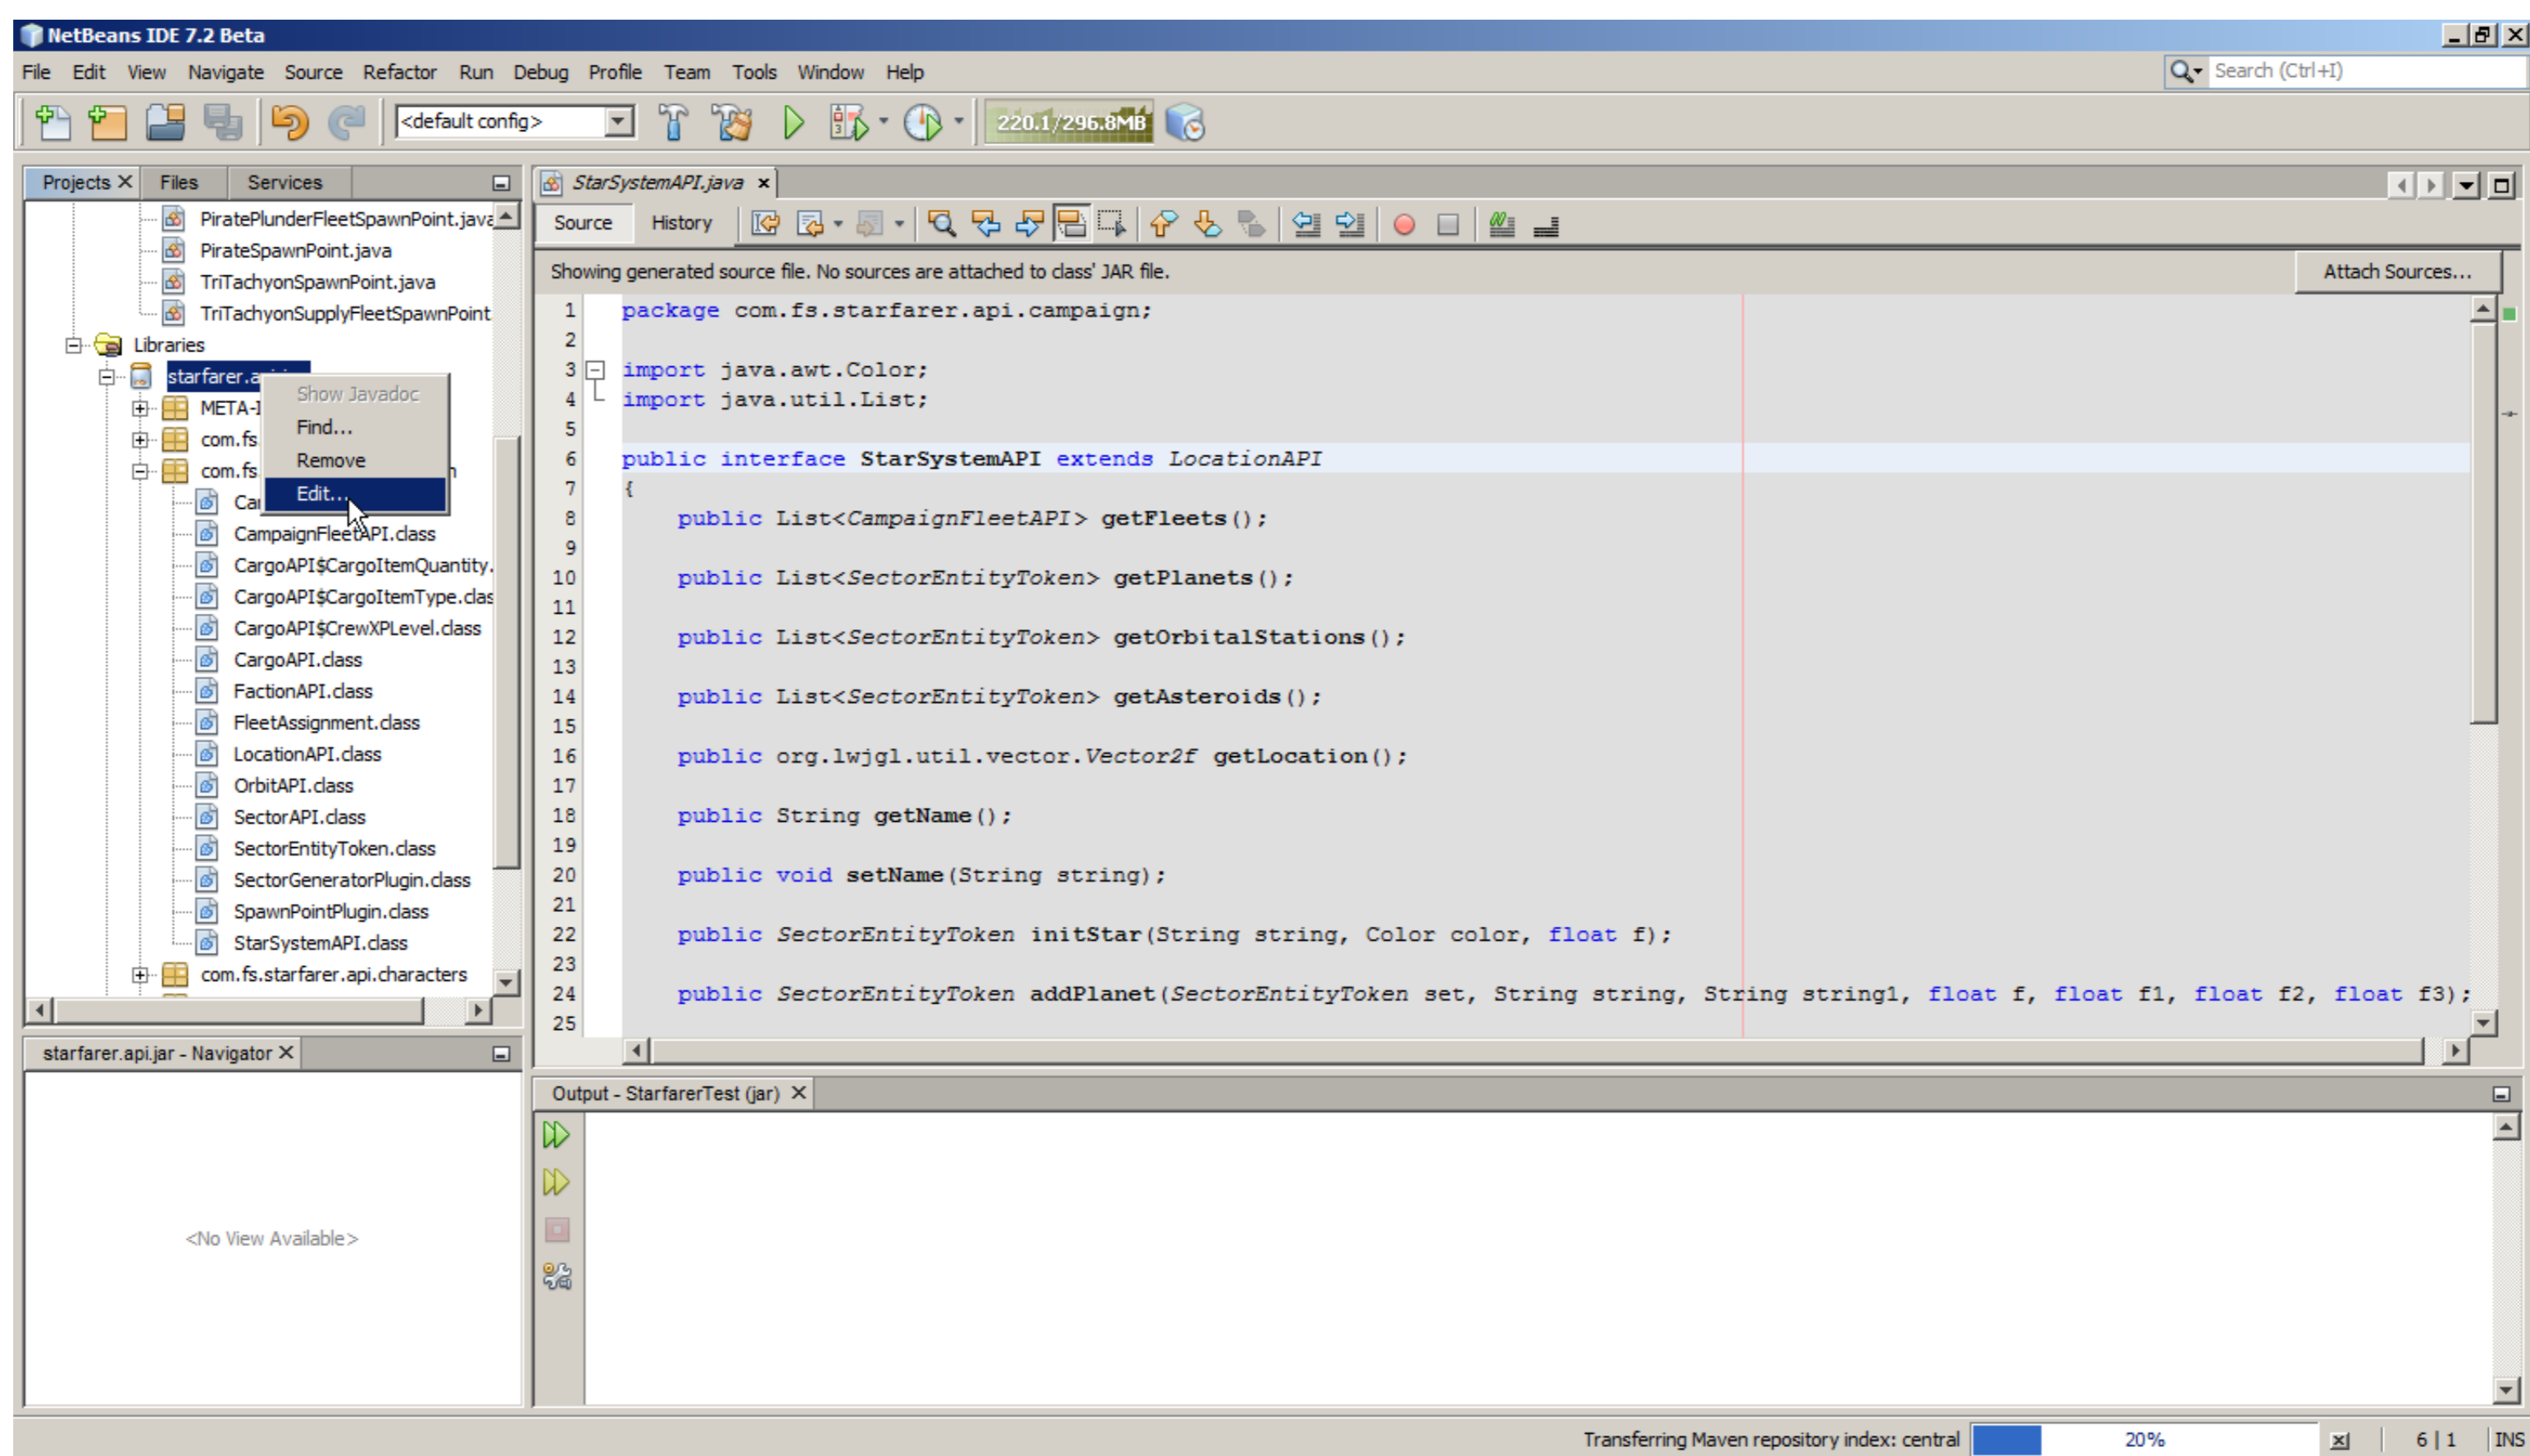 NetBeans IDE 7.2 Beta
File Edit View Navigate Source Refactor Run Debug Profile Team Tools Window Help
Search (Ctrl+I)
<default config>
220.1/296.8MB
Projects Files Services
PiratePlunderFleetSpawnPoint.java
PirateSpawnPoint.java
TriTachyonSpawnPoint.java
TriTachyonSupplyFleetSpawnPoint
Libraries
starfarer.a
META-I
com.fs
com.fs
Ca
CampaignFleetAPI.class
CargoAPI$CargoItemQuantity.
CargoAPI$CargoItemType.clas
CargoAPI$CrewXPLevel.class
CargoAPI.class
FactionAPI.class
FleetAssignment.class
LocationAPI.class
OrbitAPI.class
SectorAPI.class
SectorEntityToken.class
SectorGeneratorPlugin.class
SpawnPointPlugin.class
StarSystemAPI.class
com.fs.starfarer.api.characters
Show Javadoc
Find...
Remove
Edit...
starfarer.api.jar - Navigator
<No View Available>
StarSystemAPI.java
Source History
Showing generated source file. No sources are attached to class' JAR file.
Attach Sources...
1 package com.fs.starfarer.api.campaign;
2
3 import java.awt.Color;
4 import java.util.List;
5
6 public interface StarSystemAPI extends LocationAPI
7 {
8 public List<CampaignFleetAPI> getFleets();
9
10 public List<SectorEntityToken> getPlanets();
11
12 public List<SectorEntityToken> getOrbitalStations();
13
14 public List<SectorEntityToken> getAsteroids();
15
16 public org.lwjgl.util.vector.Vector2f getLocation();
17
18 public String getName();
19
20 public void setName(String string);
21
22 public SectorEntityToken initStar(String string, Color color, float f);
23
24 public SectorEntityToken addPlanet(SectorEntityToken set, String string, String string1, float f, float f1, float f2, float f3);
25
Output - StarfarerTest (jar)
Transferring Maven repository index: central 20% 6 | 1 INS